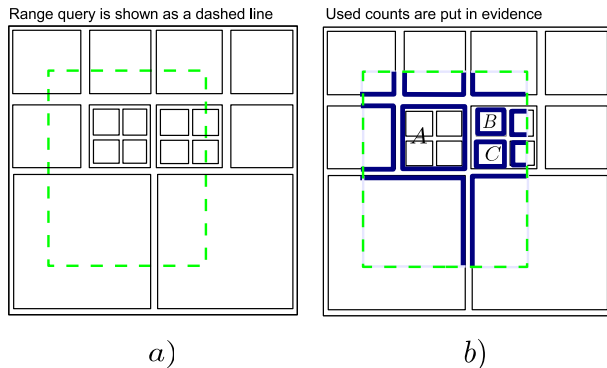 Range query is shown as a dashed line
Used counts are put in evidence
A
B
C
a)
b)